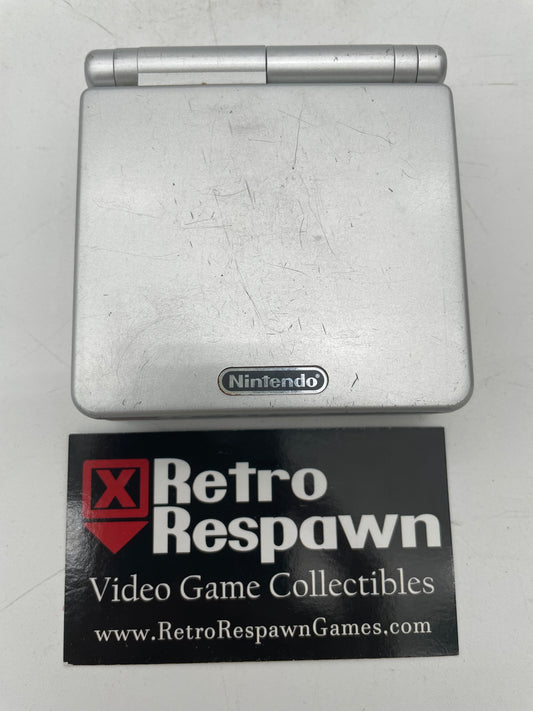 Nintendo®
X Retro
Respawn
Video Game Collectibles
www.RetroRespawnGames.com